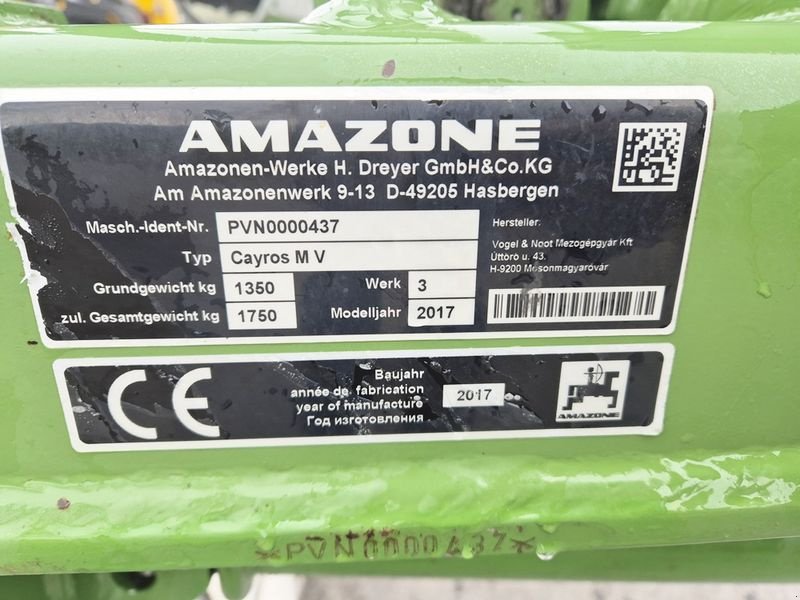 AMAZONE
Amazonen-Werke H. Dreyer GmbH&Co.KG
Am Amazonenwerk 9-13 D-49205 Hasbergen
Masch.-Ident-Nr. PVN0000437
Typ Cayros M V
Grundgewicht kg 1350 Werk 3
zul. Gesamtgewicht kg 1750 Modelljahr 2017
Hersteller:
Vogel & Noot Mezogépgyár Kft
Úttörö u. 43.
H-9200 Mosonmagyaróvár
CE
Baujahr
année de fabrication
year of manufacture
Год изготовления
2017
AMAZONE
*PVN0000437*